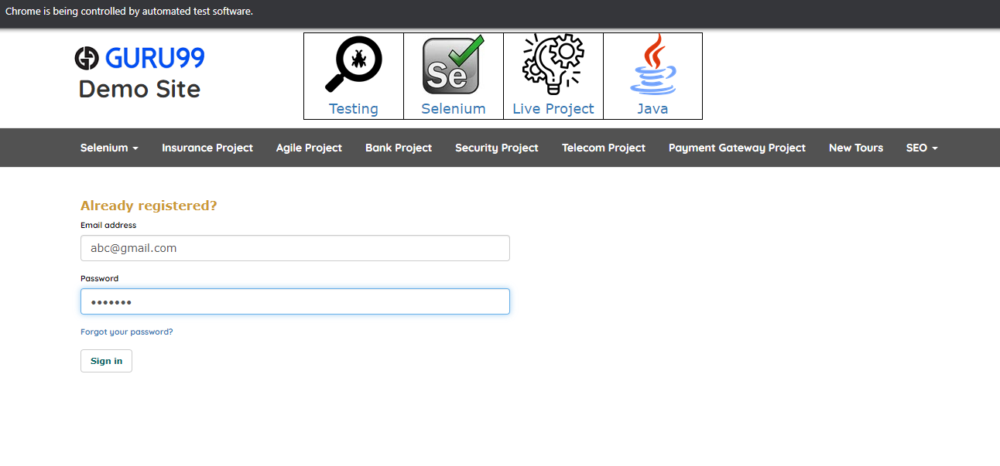 Chrome is being controlled by automated test software.
GURU99
Demo Site
Se
Testing Selenium Live Project Java
Selenium Insurance Project Agile Project Bank Project Security Project Telecom Project Payment Gateway Project New Tours SEO
Already registered?
Email address
abc@gmail.com
Password
•••••••
Forgot your password?
Sign in